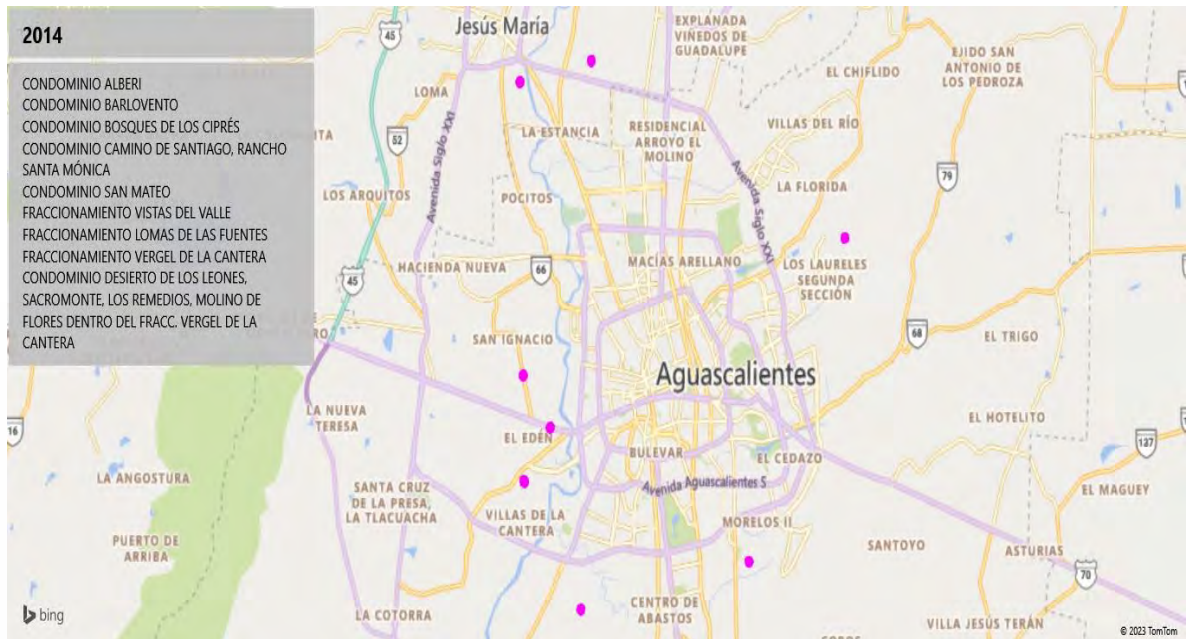 2014
CONDOMINIO ALBERI
CONDOMINIO BARLOVENTO
CONDOMINIO BOSQUES DE LOS CIPRÉS
CONDOMINIO CAMINO DE SANTIAGO, RANCHO
SANTA MÓNICA
CONDOMINIO SAN MATEO
FRACCIONAMIENTO VISTAS DEL VALLE
FRACCIONAMIENTO LOMAS DE LAS FUENTES
FRACCIONAMIENTO VERGEL DE LA CANTERA
CONDOMINIO DESIERTO DE LOS LEONES,
SACROMONTE, LOS REMEDIOS, MOLINO DE
FLORES DENTRO DEL FRACC. VERGEL DE LA
CANTERA
Jesús María
EXPLANADA
VIÑEDOS DE
GUADALUPE
45
EJIDO SAN
ANTONIO DE
LOS PEDROZA
EL CHIFLIDO
LOMA
52
LA ESTANCIA
RESIDENCIAL
ARROYO EL
MOLINO
VILLAS DEL RÍO
Avenida Siglo XXI
Avenida Siglo XXI
79
LA FLORIDA
LOS ARQUITOS
POCITOS
MACÍAS ARELLANO
LOS LAURELES
SEGUNDA
SECCIÓN
HACIENDA NUEVA
66
45
68
EL TRIGO
SAN IGNACIO
Aguascalientes
LA NUEVA
TERESA
EL HOTELITO
16
EL EDÉN
127
BULEVAR
EL CEDAZO
LA ANGOSTURA
Avenida Aguascalientes S
EL MAGUEY
SANTA CRUZ
DE LA PRESA,
LA TLACUACHA
VILLAS DE LA
CANTERA
MORELOS II
PUERTO DE
ARRIBA
SANTOYO
ASTURIAS
70
LA COTORRA
CENTRO DE
ABASTOS
VILLA JESÚS TERÁN
bing
© 2023 TomTom